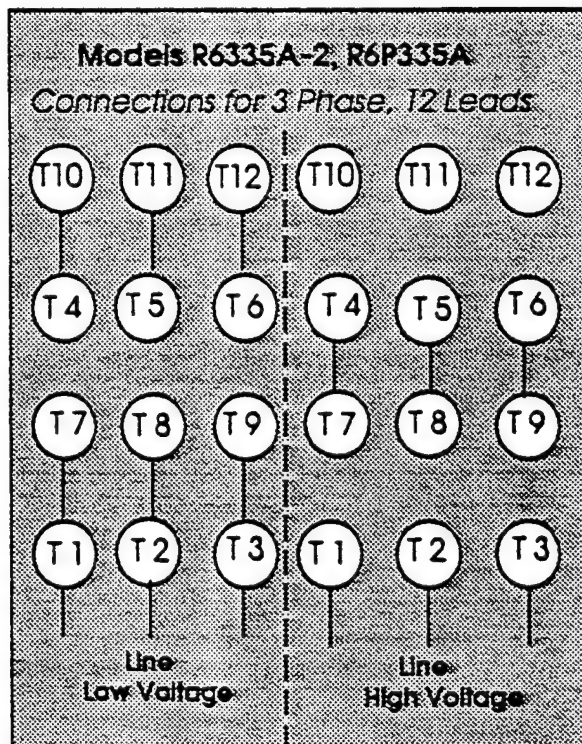 Models R6335A-2, R6P335A
Connections for 3 Phase, 12 Leads
T10 T11 T12 T10 T11 T12
T4 T5 T6 T4 T5 T6
T7 T8 T9 T7 T8 T9
T1 T2 T3 T1 T2 T3
Line Line
Low Voltage High Voltage